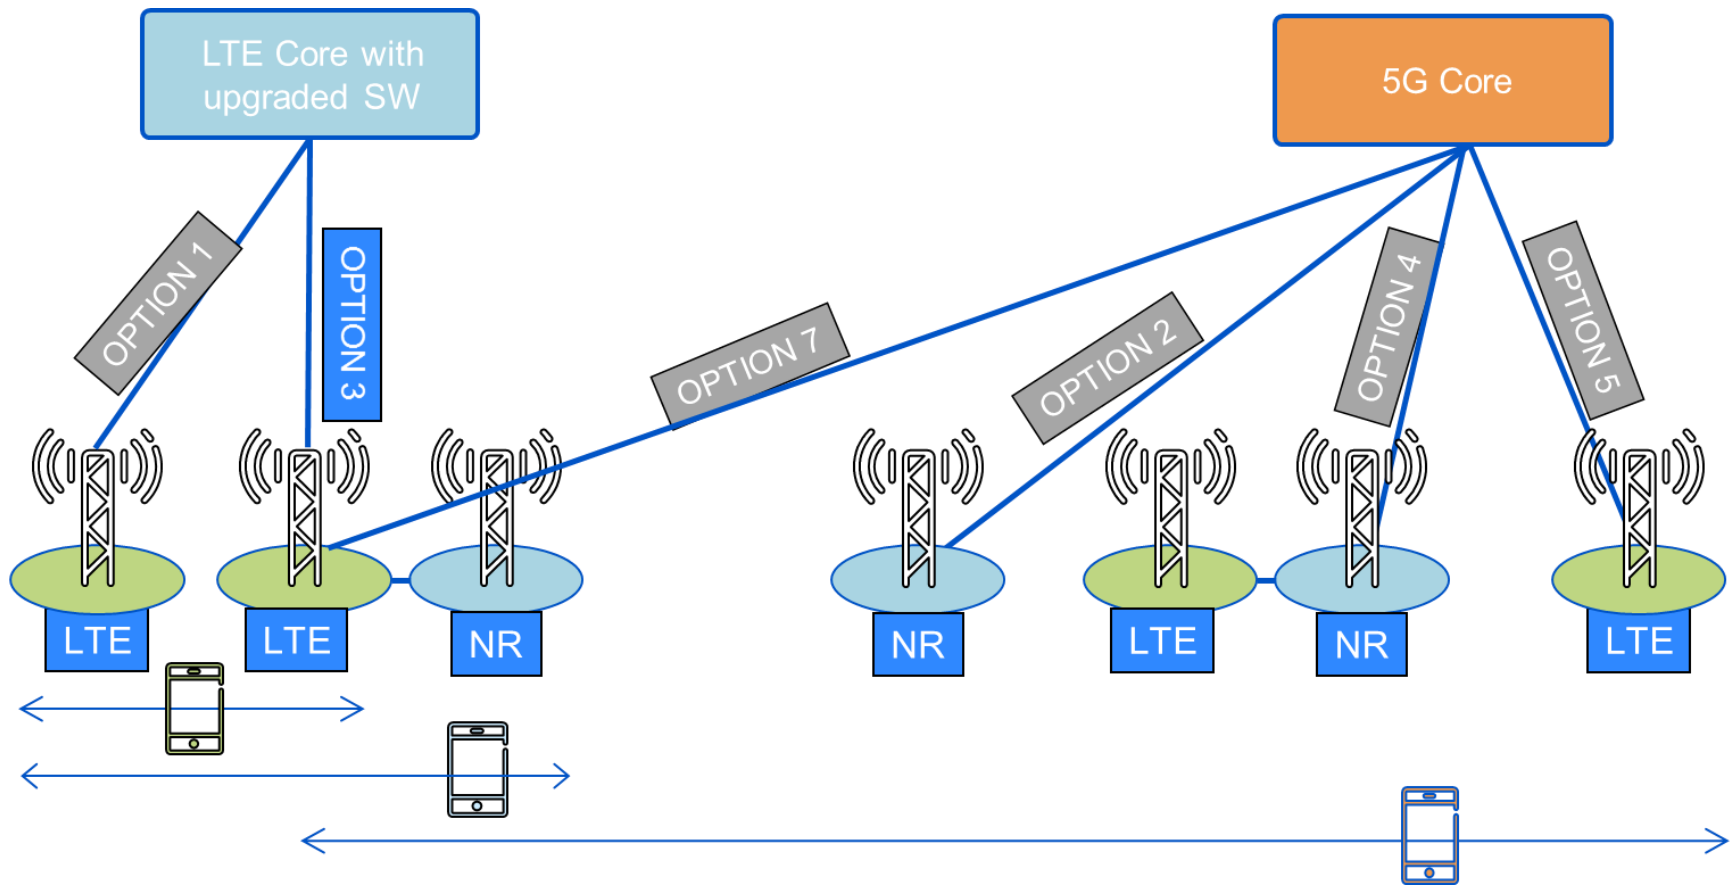 LTE Core with
upgraded SW
5G Core
OPTION 1
OPTION 3
OPTION 7
OPTION 2
OPTION 4
OPTION 5
LTE
LTE
NR
NR
LTE
NR
LTE